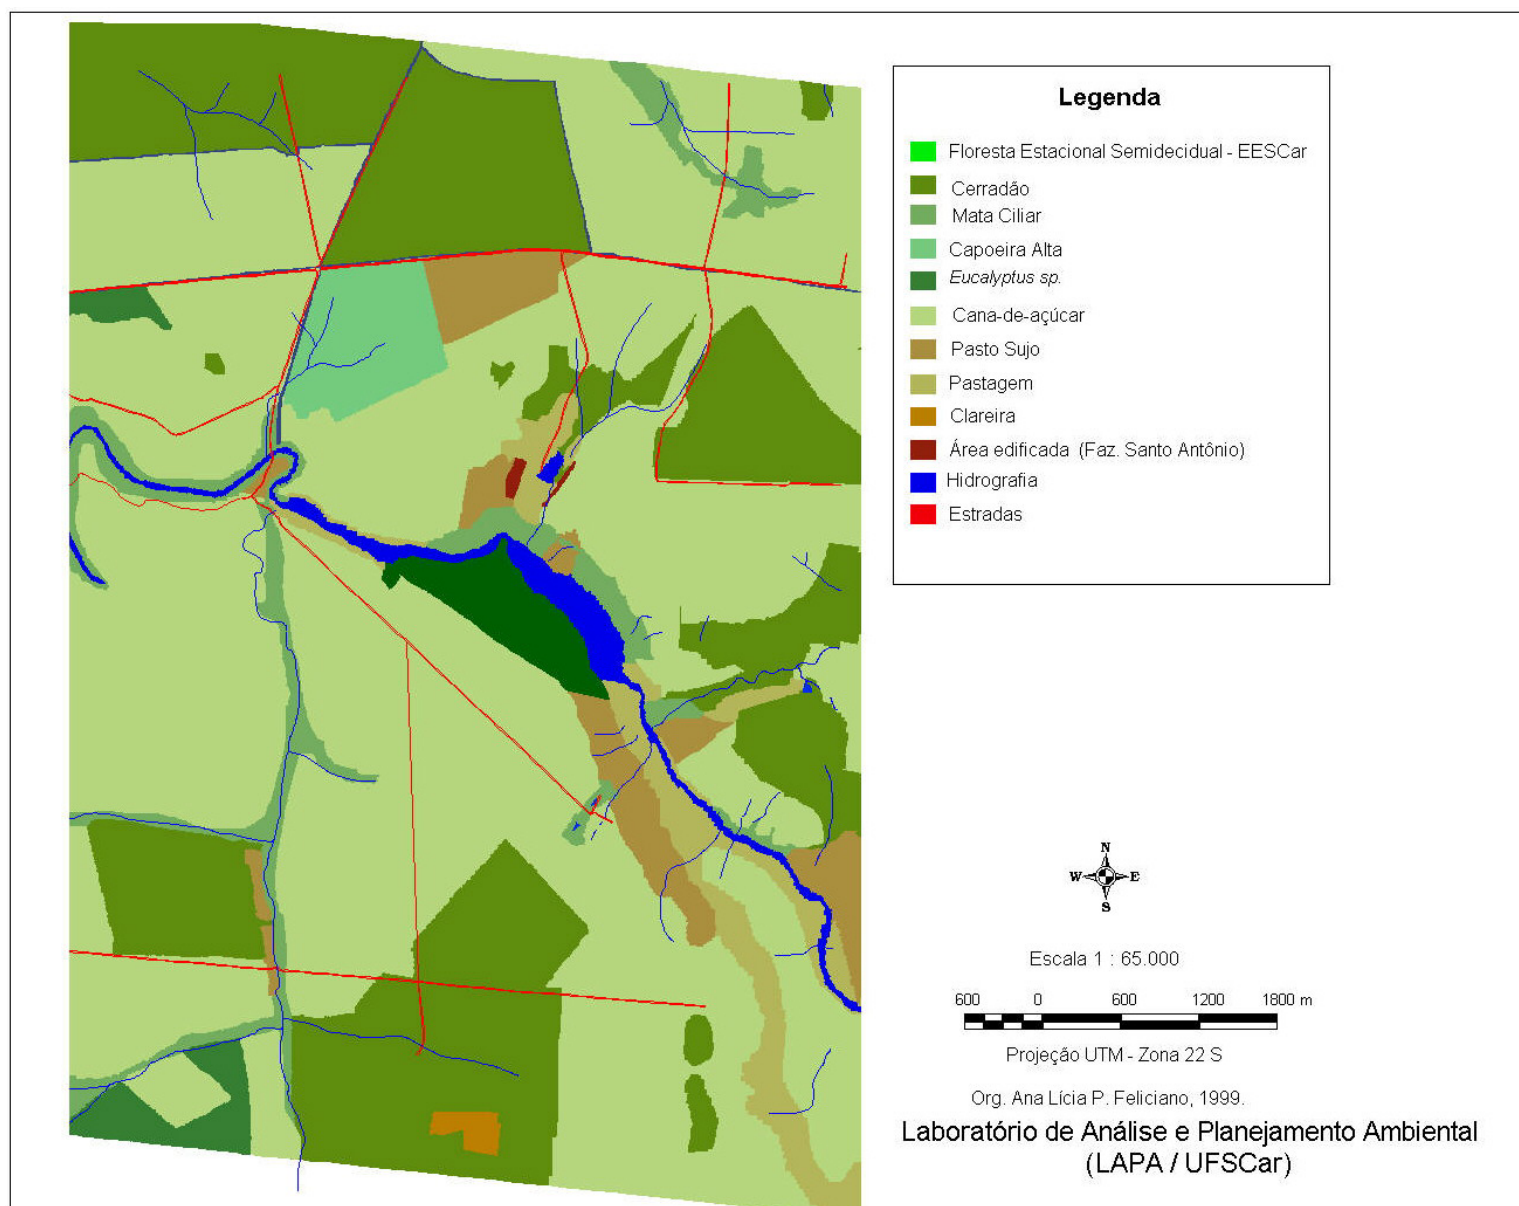 Legenda
Floresta Estacional Semidecidual - EESCar
Cerradão
Mata Ciliar
Capoeira Alta
Eucalyptus sp.
Cana-de-açúcar
Pasto Sujo
Pastagem
Clareira
Área edificada (Faz. Santo Antônio)
Hidrografia
Estradas
N
W E
S
Escala 1 : 65.000
600 0 600 1200 1800 m
Projeção UTM - Zona 22 S
Org. Ana Lícia P. Feliciano, 1999.
Laboratório de Análise e Planejamento Ambiental
(LAPA / UFSCar)